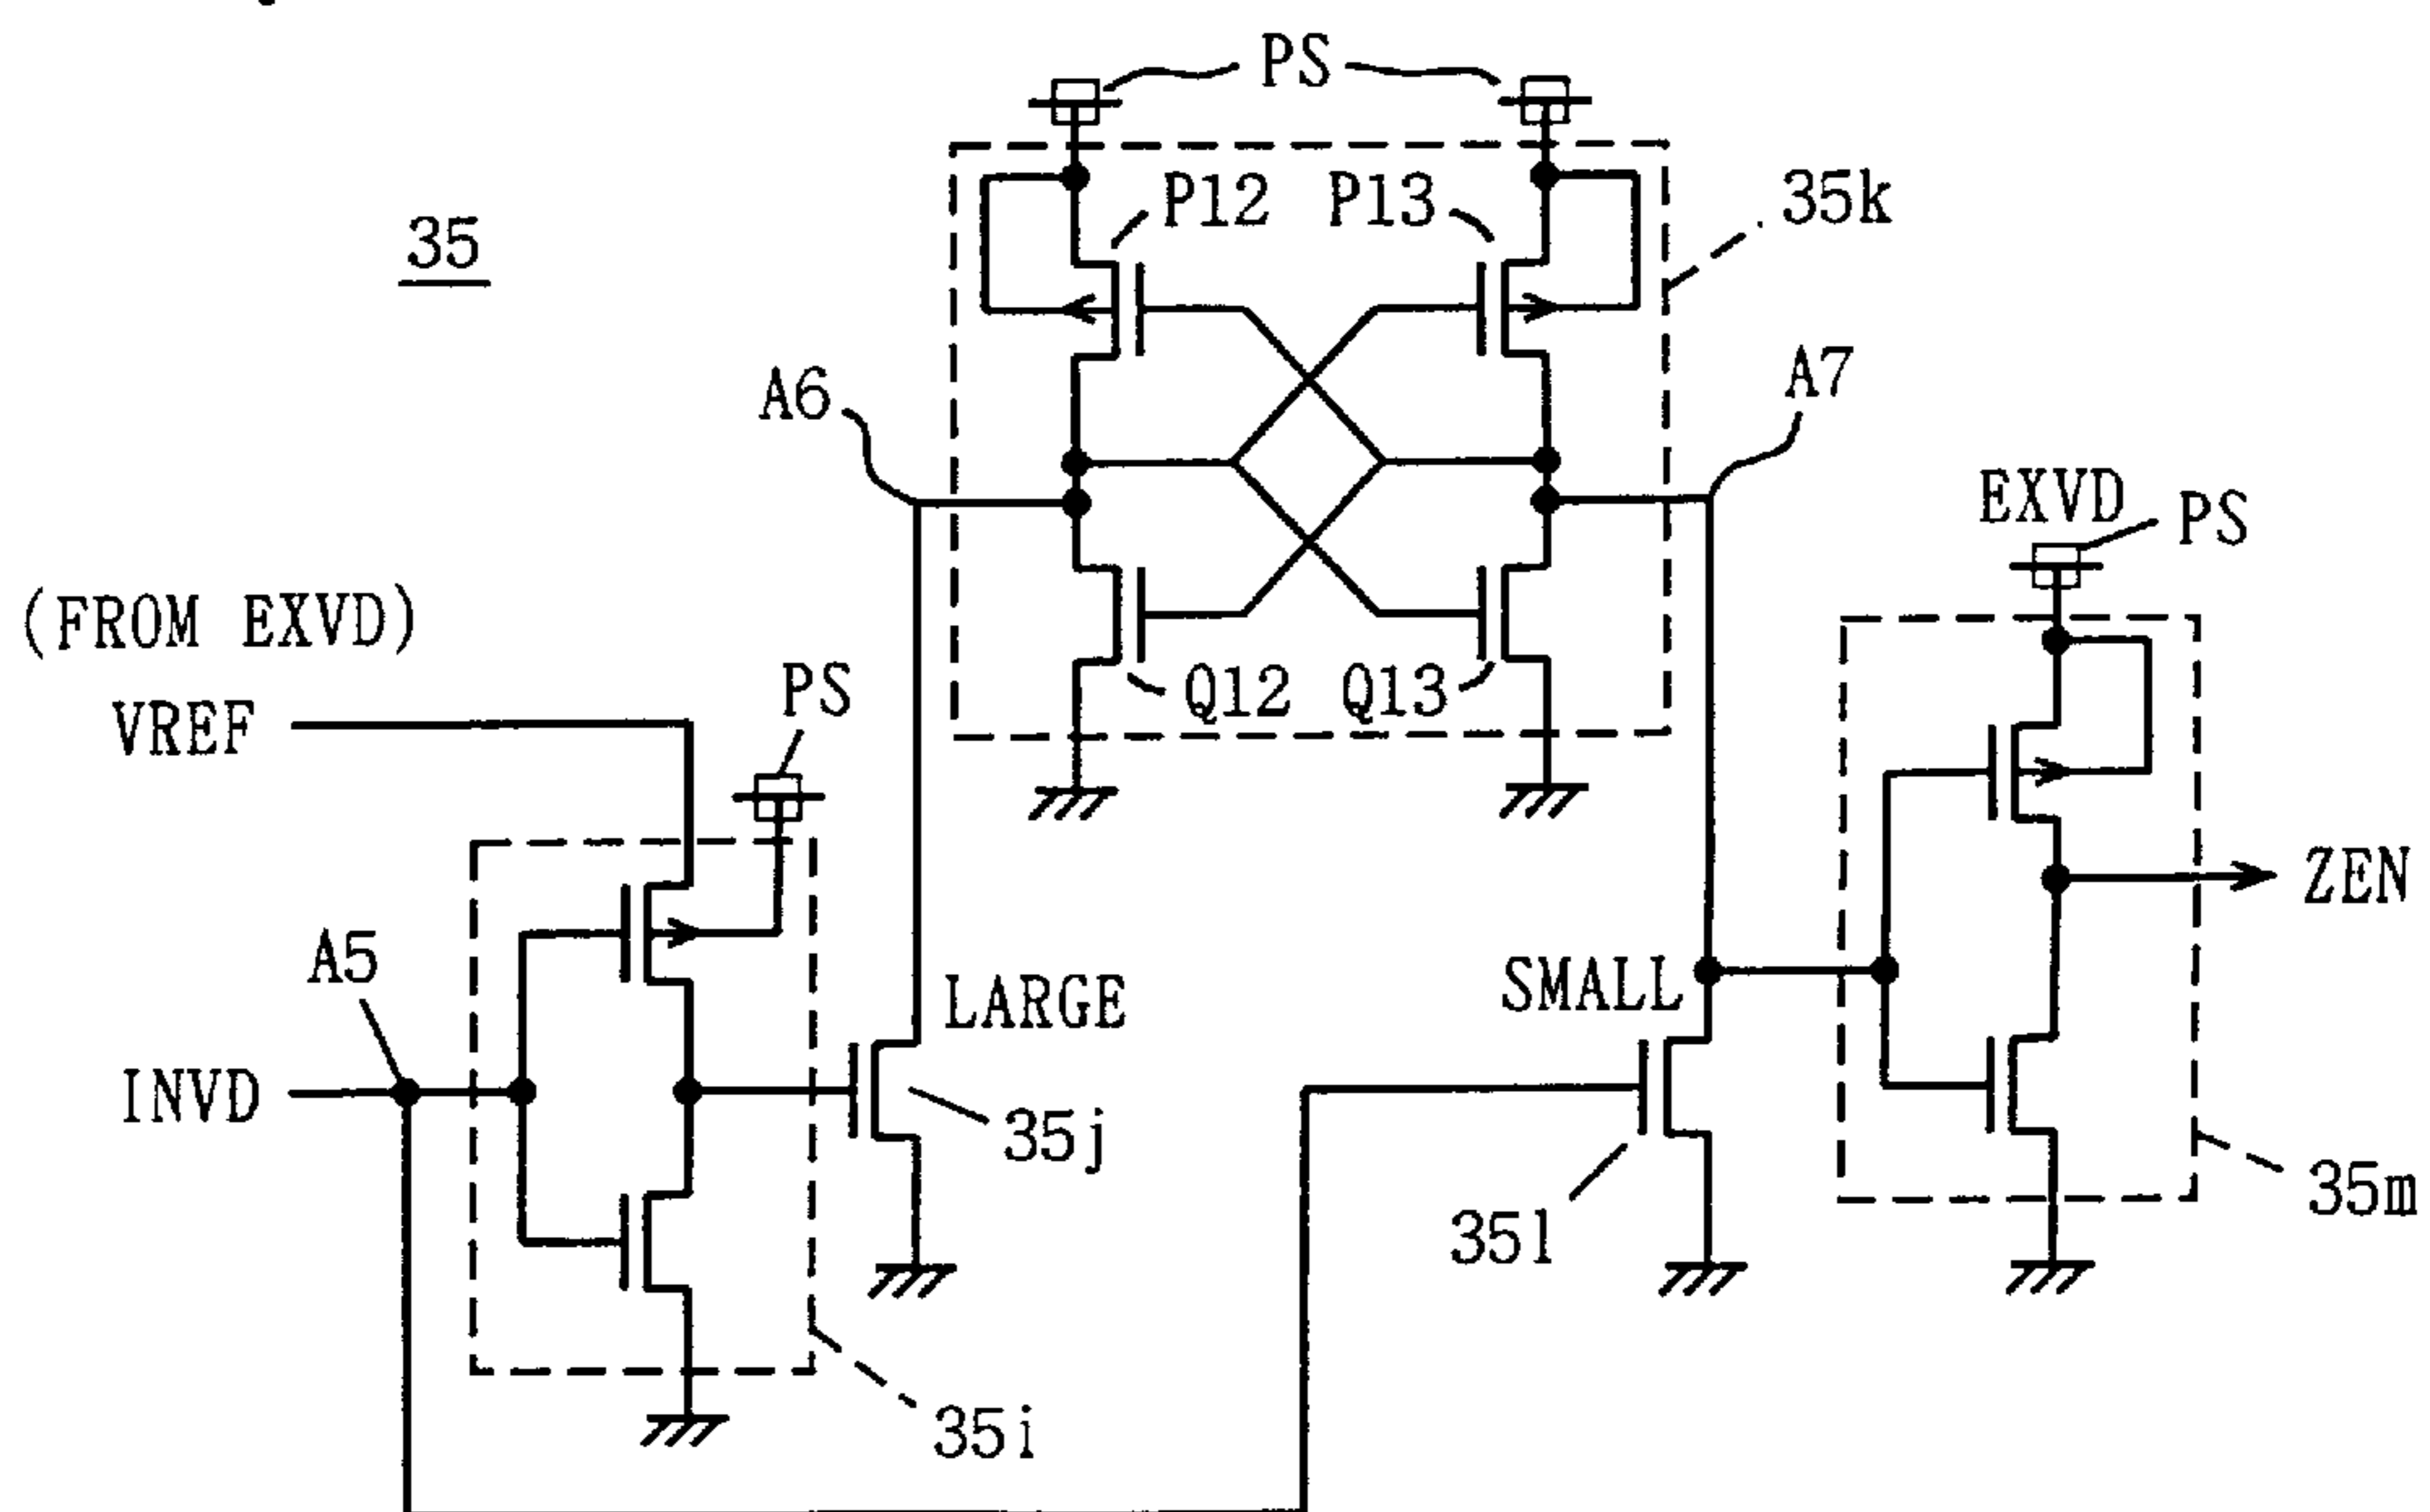 PS
P12
P13
35k
35
A6
A7
EXVD
PS
(FROM EXVD)
VREF
PS
Q12
Q13
ZEN
A5
LARGE
SMALL
INVD
35j
35l
35m
35i